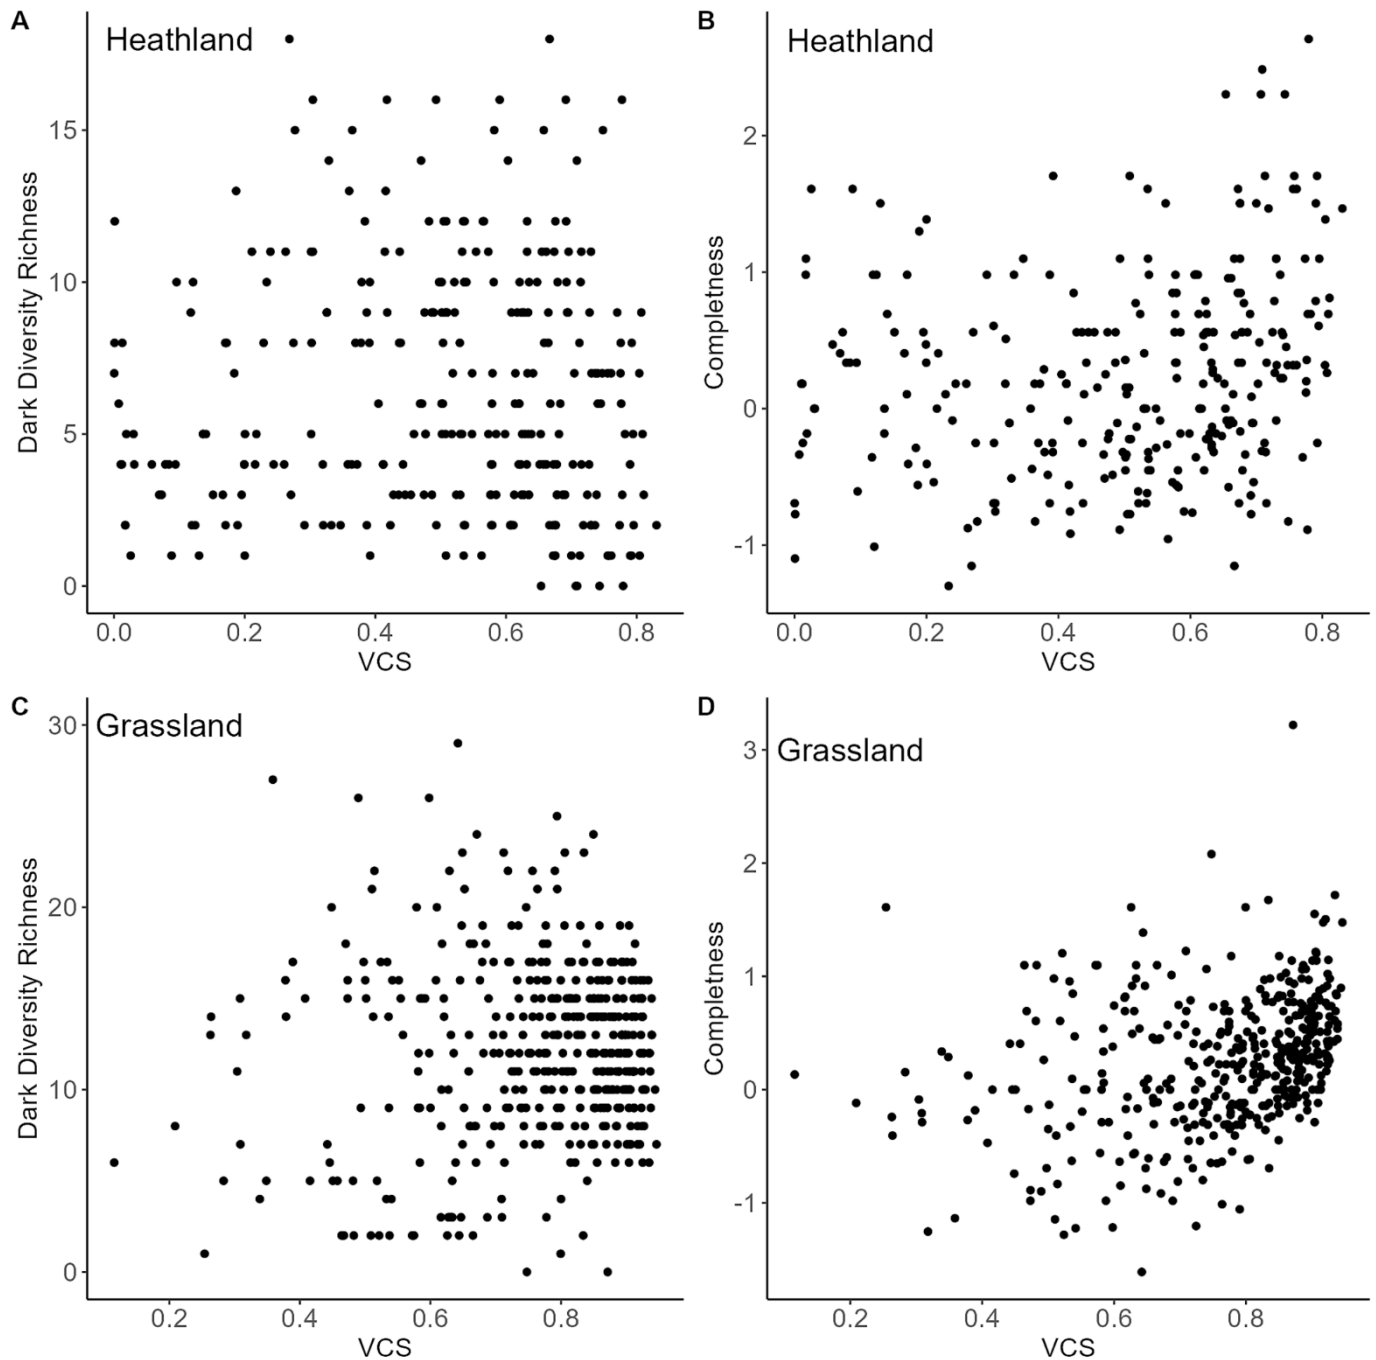 A
Heathland
Dark Diversity Richness
15
10
5
0
0.0 0.2 0.4 0.6 0.8
VCS
B
Heathland
Completness
2
1
0
-1
0.0 0.2 0.4 0.6 0.8
VCS
C
Grassland
Dark Diversity Richness
30
20
10
0
0.2 0.4 0.6 0.8
VCS
D
Grassland
Completness
3
2
1
0
-1
0.2 0.4 0.6 0.8
VCS